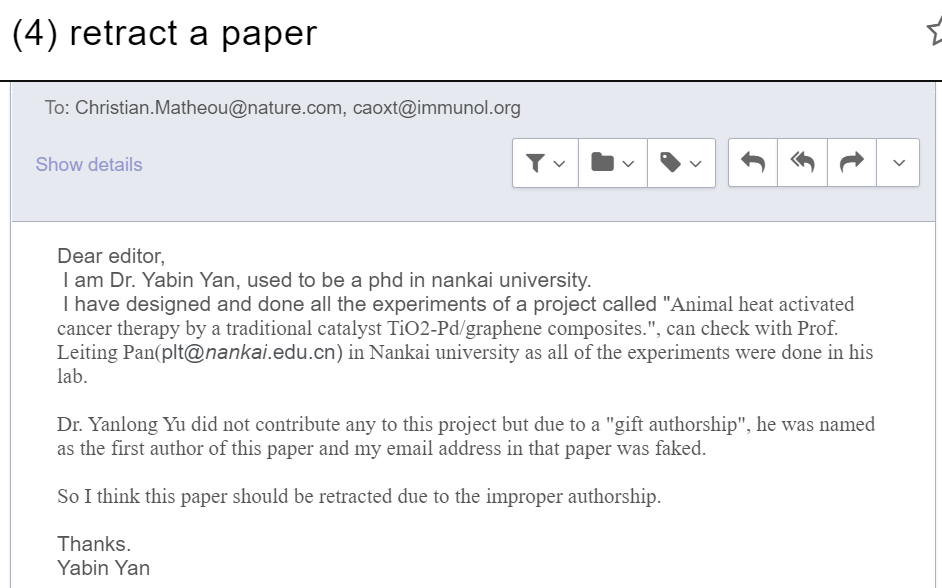 (4) retract a paper
To: Christian.Matheou@nature.com, caoxt@immunol.org
Show details
Dear editor,
I am Dr. Yabin Yan, used to be a phd in nankai university.
I have designed and done all the experiments of a project called "Animal heat activated
cancer therapy by a traditional catalyst TiO2-Pd/graphene composites.", can check with Prof.
Leiting Pan(plt@nankai.edu.cn) in Nankai university as all of the experiments were done in his
lab.
Dr. Yanlong Yu did not contribute any to this project but due to a "gift authorship", he was named
as the first author of this paper and my email address in that paper was faked.
So I think this paper should be retracted due to the improper authorship.
Thanks.
Yabin Yan